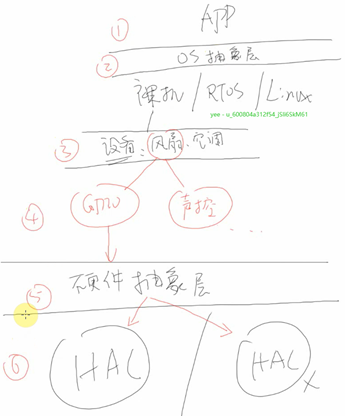 ① APP
② OS 抽象层
裸机 / RTOS / Linux
yee - u_600804a312f54_JSI6SkM61
③ 设备: 风扇、空调
④ GPIO 声控 ...
⑤ 硬件抽象层
⑥ HAL / HAL x